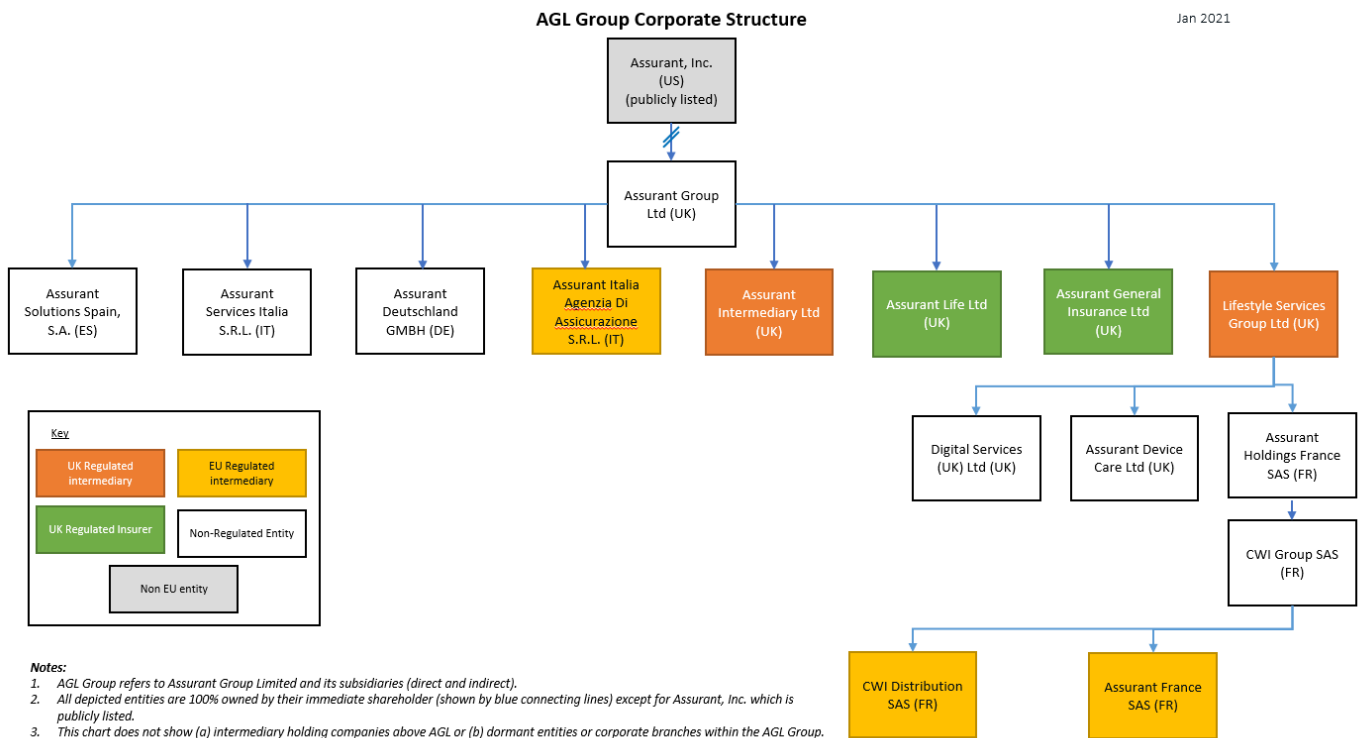 AGL Group Corporate Structure
Jan 2021
Assurant, Inc.
(US)
(publicly listed)
Assurant Group
Ltd (UK)
Assurant
Solutions Spain,
S.A. (ES)
Assurant
Services Italia
S.R.L. (IT)
Assurant
Deutschland
GMBH (DE)
Assurant Italia
Agenzia Di
Assicurazione
S.R.L. (IT)
Assurant
Intermediary Ltd
(UK)
Assurant Life Ltd
(UK)
Assurant General
Insurance Ltd
(UK)
Lifestyle Services
Group Ltd (UK)
Digital Services
(UK) Ltd (UK)
Assurant Device
Care Ltd (UK)
Assurant
Holdings France
SAS (FR)
CWI Group SAS
(FR)
CWI Distribution
SAS (FR)
Assurant France
SAS (FR)
Key
UK Regulated
intermediary
EU Regulated
intermediary
UK Regulated Insurer
Non-Regulated Entity
Non EU entity
Notes:
1. AGL Group refers to Assurant Group Limited and its subsidiaries (direct and indirect).
2. All depicted entities are 100% owned by their immediate shareholder (shown by blue connecting lines) except for Assurant, Inc. which is
publicly listed.
3. This chart does not show (a) intermediary holding companies above AGL or (b) dormant entities or corporate branches within the AGL Group.